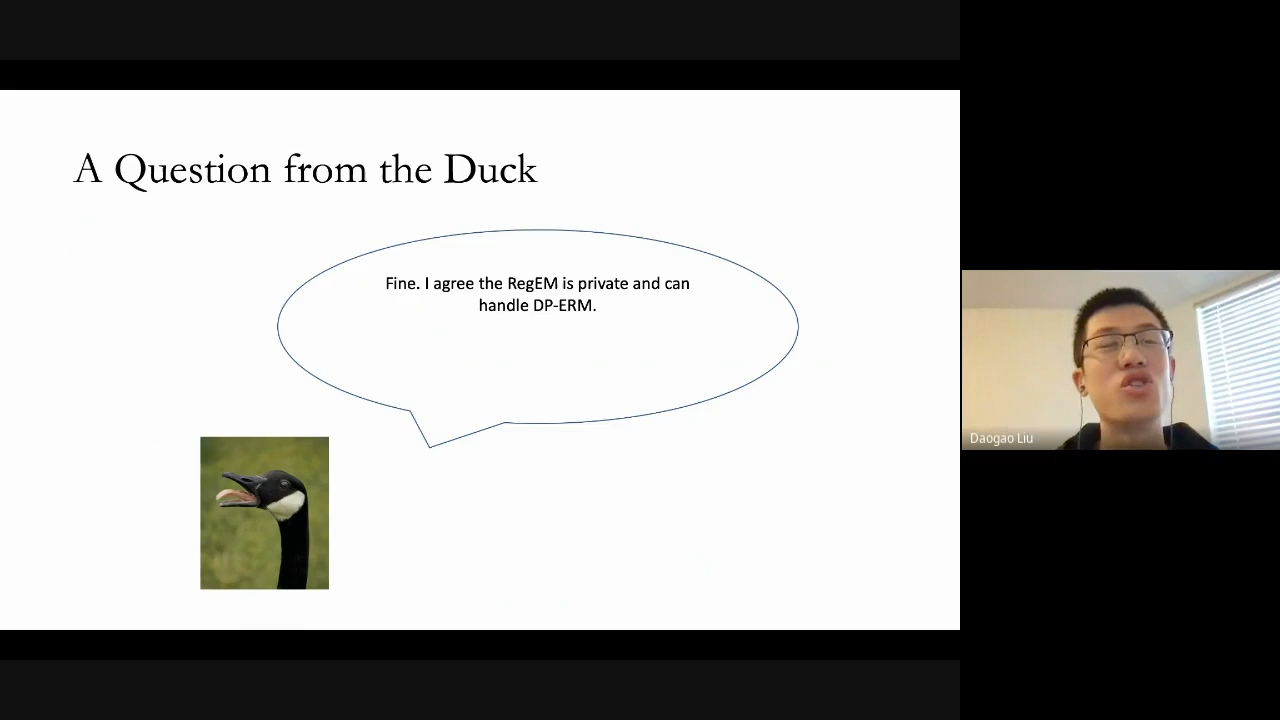 A Question from the Duck
Fine. I agree the RegEM is private and can
handle DP-ERM.
Daogao Liu